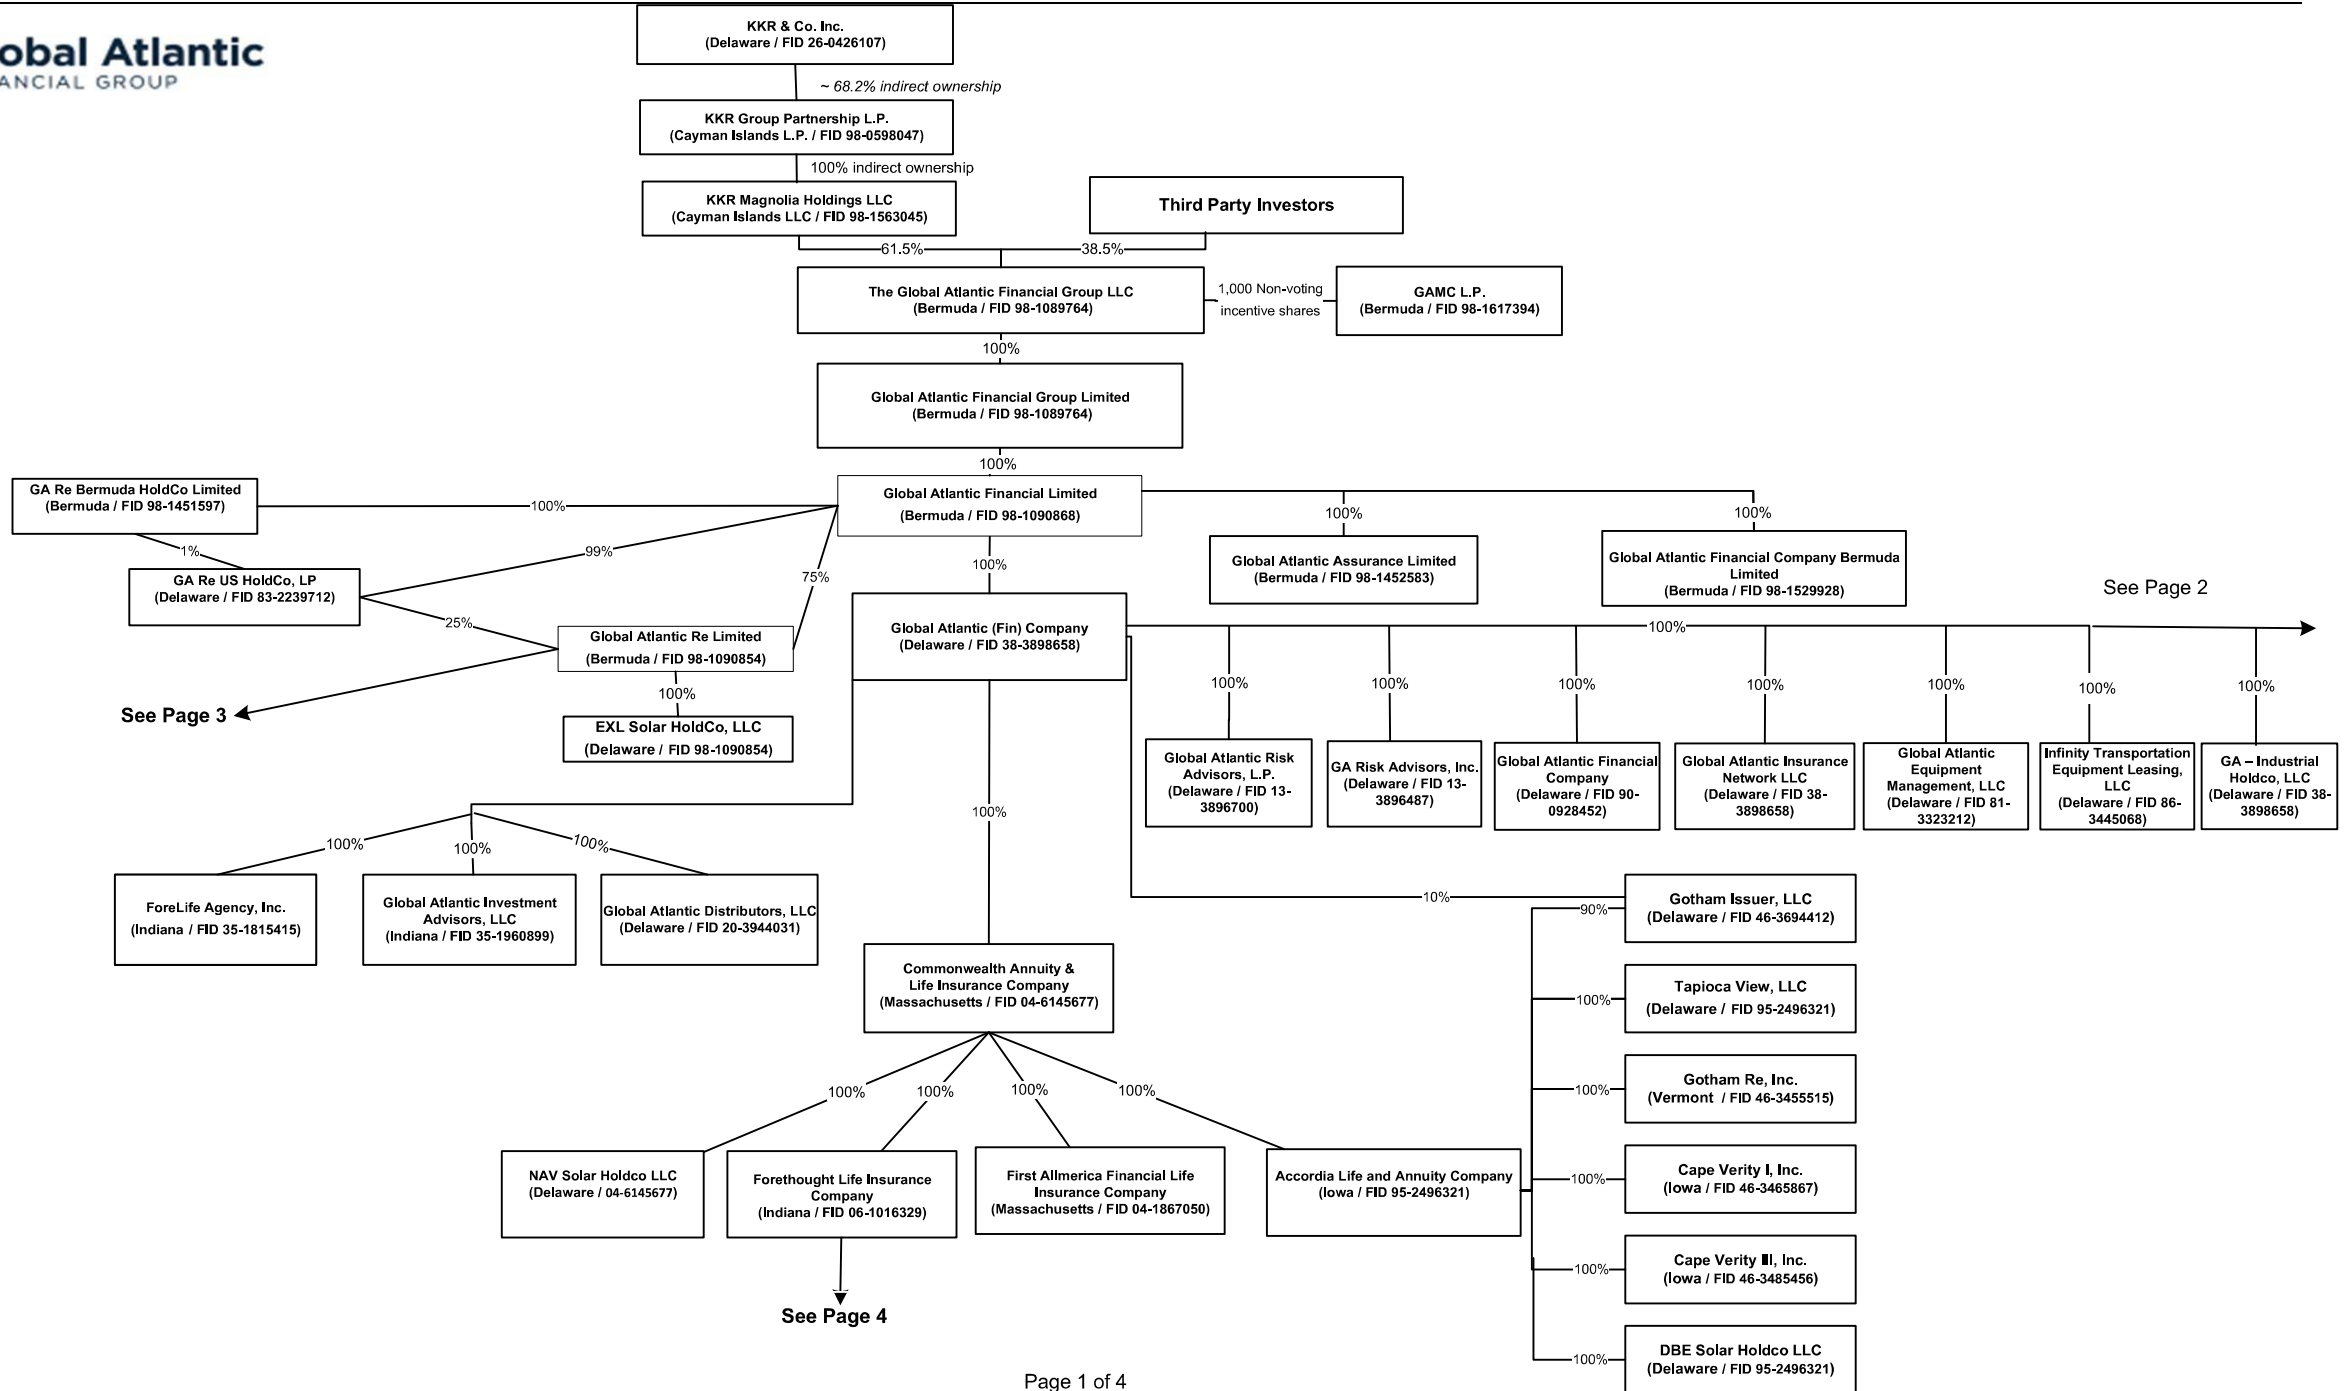 obal Atlantic
ANCIAL GROUP
KKR & Co. Inc.
(Delaware / FID 26-0426107)
~ 68.2% indirect ownership
KKR Group Partnership L.P.
(Cayman Islands L.P. / FID 98-0598047)
100% indirect ownership
KKR Magnolia Holdings LLC
(Cayman Islands LLC / FID 98-1563045)
Third Party Investors
61.5%
38.5%
The Global Atlantic Financial Group LLC
(Bermuda / FID 98-1089764)
1,000 Non-voting
incentive shares
GAMC L.P.
(Bermuda / FID 98-1617394)
100%
Global Atlantic Financial Group Limited
(Bermuda / FID 98-1089764)
100%
GA Re Bermuda HoldCo Limited
(Bermuda / FID 98-1451597)
100%
Global Atlantic Financial Limited
(Bermuda / FID 98-1090868)
100%
100%
1%
99%
75%
100%
Global Atlantic Assurance Limited
(Bermuda / FID 98-1452583)
Global Atlantic Financial Company Bermuda
Limited
(Bermuda / FID 98-1529928)
See Page 2
GA Re US HoldCo, LP
(Delaware / FID 83-2239712)
25%
Global Atlantic Re Limited
(Bermuda / FID 98-1090854)
Global Atlantic (Fin) Company
(Delaware / FID 38-3898658)
100%
See Page 3
100%
EXL Solar HoldCo, LLC
(Delaware / FID 98-1090854)
100%
100%
100%
100%
100%
100%
100%
Global Atlantic Risk
Advisors, L.P.
(Delaware / FID 13-
3896700)
GA Risk Advisors, Inc.
(Delaware / FID 13-
3896487)
Global Atlantic Financial
Company
(Delaware / FID 90-
0928452)
Global Atlantic Insurance
Network LLC
(Delaware / FID 38-
3898658)
Global Atlantic
Equipment
Management, LLC
(Delaware / FID 81-
3323212)
Infinity Transportation
Equipment Leasing,
LLC
(Delaware / FID 86-
3445068)
GA – Industrial
Holdco, LLC
(Delaware / FID 38-
3898658)
100%
100%
100%
100%
ForeLife Agency, Inc.
(Indiana / FID 35-1815415)
Global Atlantic Investment
Advisors, LLC
(Indiana / FID 35-1960899)
Global Atlantic Distributors, LLC
(Delaware / FID 20-3944031)
10%
90%
Gotham Issuer, LLC
(Delaware / FID 46-3694412)
Commonwealth Annuity &
Life Insurance Company
(Massachusetts / FID 04-6145677)
100%
Tapioca View, LLC
(Delaware / FID 95-2496321)
100%
Gotham Re, Inc.
(Vermont / FID 46-3455515)
100%
100%
100%
100%
NAV Solar Holdco LLC
(Delaware / 04-6145677)
Forethought Life Insurance
Company
(Indiana / FID 06-1016329)
First Allmerica Financial Life
Insurance Company
(Massachusetts / FID 04-1867050)
Accordia Life and Annuity Company
(Iowa / FID 95-2496321)
100%
Cape Verity I, Inc.
(Iowa / FID 46-3465867)
100%
Cape Verity III, Inc.
(Iowa / FID 46-3485456)
See Page 4
100%
DBE Solar Holdco LLC
(Delaware / FID 95-2496321)
Page 1 of 4